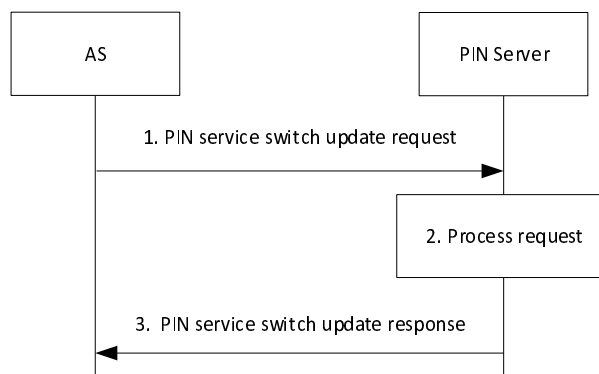 AS
PIN Server
1. PIN service switch update request
2. Process request
3. PIN service switch update response